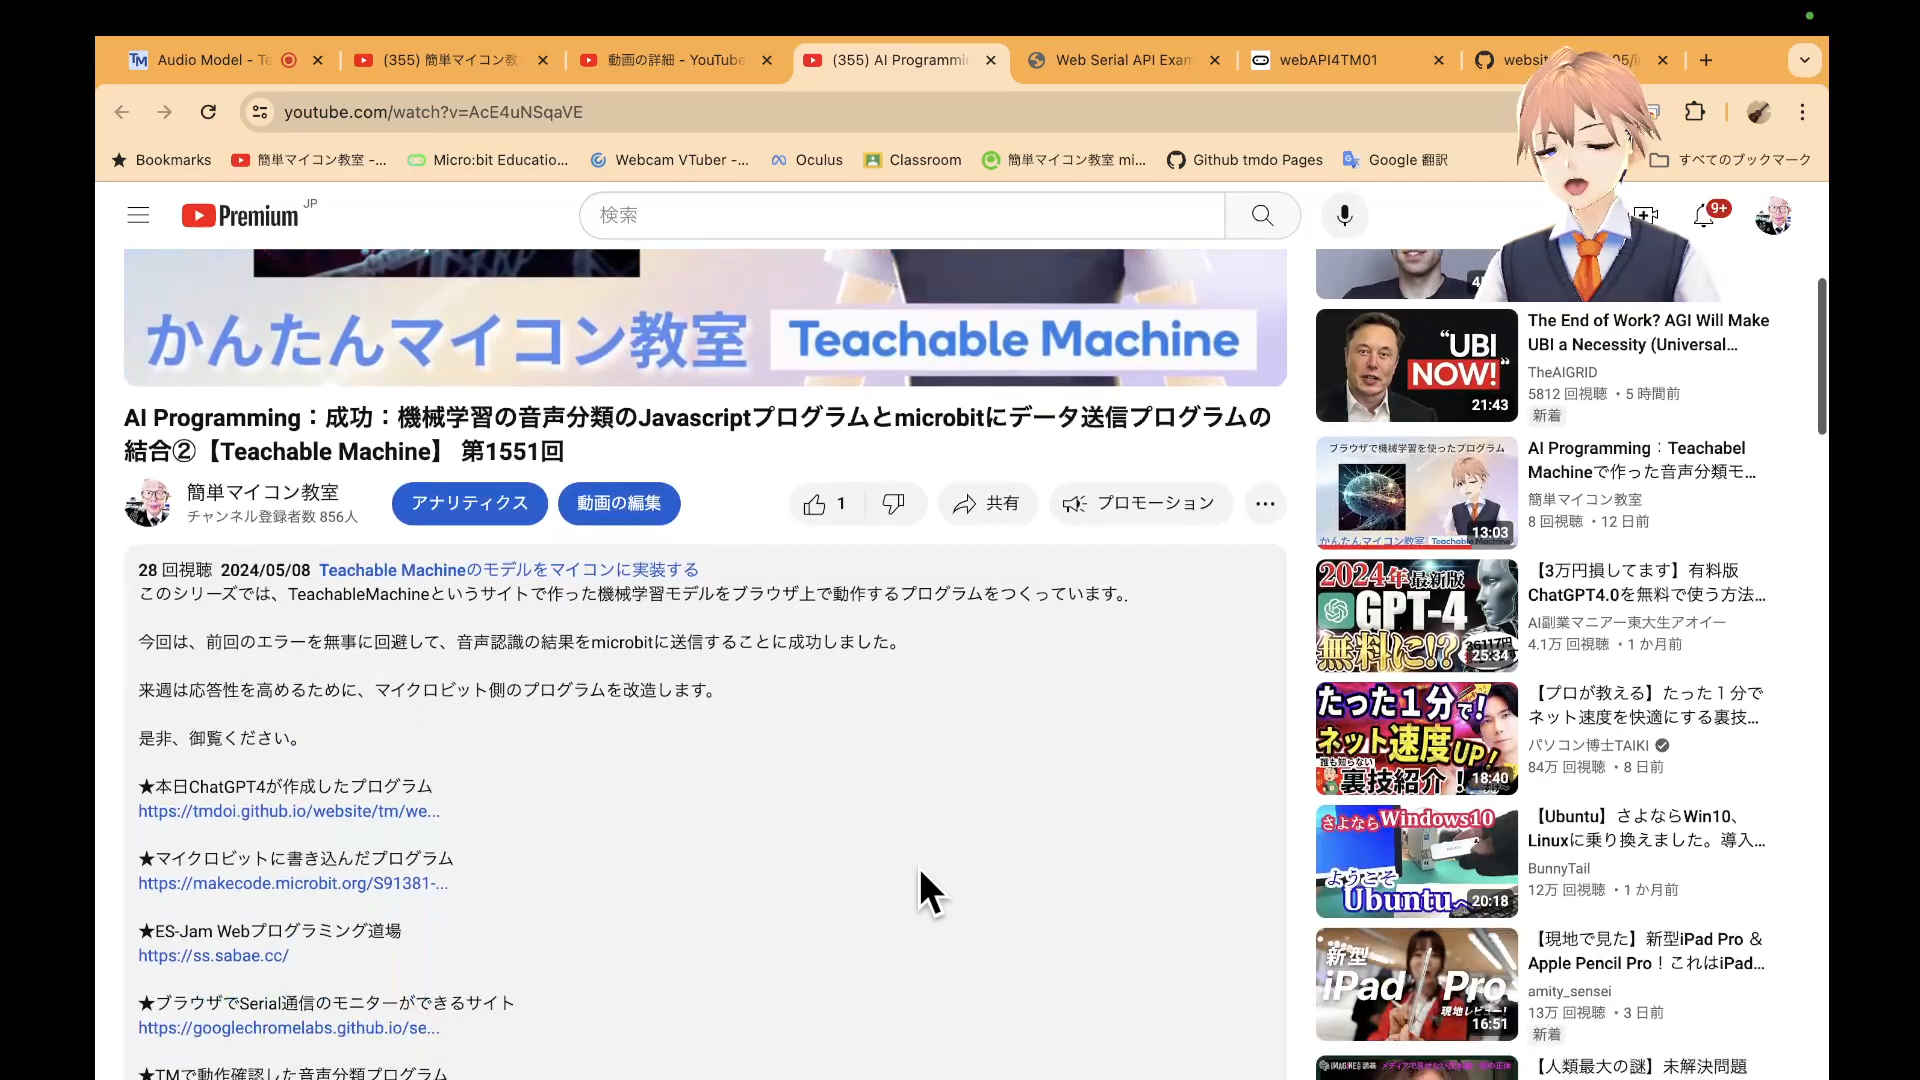 Audio Model - Te
(355) 簡単マイコン教
動画の詳細 - YouTube
(355) AI Programmin
Web Serial API Exam
webAPI4TM01
youtube.com/watch?v=AcE4uNSqaVE
Bookmarks
簡単マイコン教室 -...
Micro:bit Educatio...
Webcam VTuber -...
Oculus
Classroom
簡単マイコン教室 mi...
Github tmdo Pages
Google 翻訳
すべてのブックマーク
Premium JP
検索
9+
かんたんマイコン教室 Teachable Machine
AI Programming：成功：機械学習の音声分類のJavascriptプログラムとmicrobitにデータ送信プログラムの
結合②【Teachable Machine】 第1551回
簡単マイコン教室
チャンネル登録者数 856人
アナリティクス
動画の編集
1
共有
プロモーション
28 回視聴 2024/05/08 Teachable Machineのモデルをマイコンに実装する
このシリーズでは、TeachableMachineというサイトで作った機械学習モデルをブラウザ上で動作するプログラムをつくっています。.
今回は、前回のエラーを無事に回避して、音声認識の結果をmicrobitに送信することに成功しました。
来週は応答性を高めるために、マイクロビット側のプログラムを改造します。
是非、御覧ください。
★本日ChatGPT4が作成したプログラム
https://tmdoi.github.io/website/tm/we...
★マイクロビットに書き込んだプログラム
https://makecode.microbit.org/S91381-...
★ES-Jam Webプログラミング道場
https://ss.sabae.cc/
★ブラウザでSerial通信のモニターができるサイト
https://googlechromelabs.github.io/se...
★TMで動作確認した音声分類プログラム
“UBI
NOW!”
21:43
The End of Work? AGI Will Make
UBI a Necessity (Universal...
TheAIGRID
5812 回視聴 ・5 時間前
新着
ブラウザで機械学習を使ったプログラム
かんたんマイコン教室 Teachable Machine
13:03
AI Programming：Teachabel
Machineで作った音声分類モ...
簡単マイコン教室
8 回視聴 ・12 日前
2024年最新版
GPT-4
無料に!?
25:34
【3万円損してます】有料版
ChatGPT4.0を無料で使う方法...
AI副業マニアー東大生アオイー
4.1万 回視聴 ・1 か月前
たった1分で!
ネット速度UP!
誰も知らない
裏技紹介！
18:40
【プロが教える】たった１分で
ネット速度を快適にする裏技...
パソコン博士TAIKI
84万 回視聴 ・8 日前
さよならWindows10
ようこそ
Ubuntuへ
20:18
【Ubuntu】さよならWin10、
Linuxに乗り換えました。導入...
BunnyTail
12万 回視聴 ・1 か月前
新型
iPad Pro
現地レビュー!
16:51
【現地で見た】新型iPad Pro ＆
Apple Pencil Pro！これはiPad...
amity_sensei
13万 回視聴 ・3 日前
新着
【人類最大の謎】未解決問題